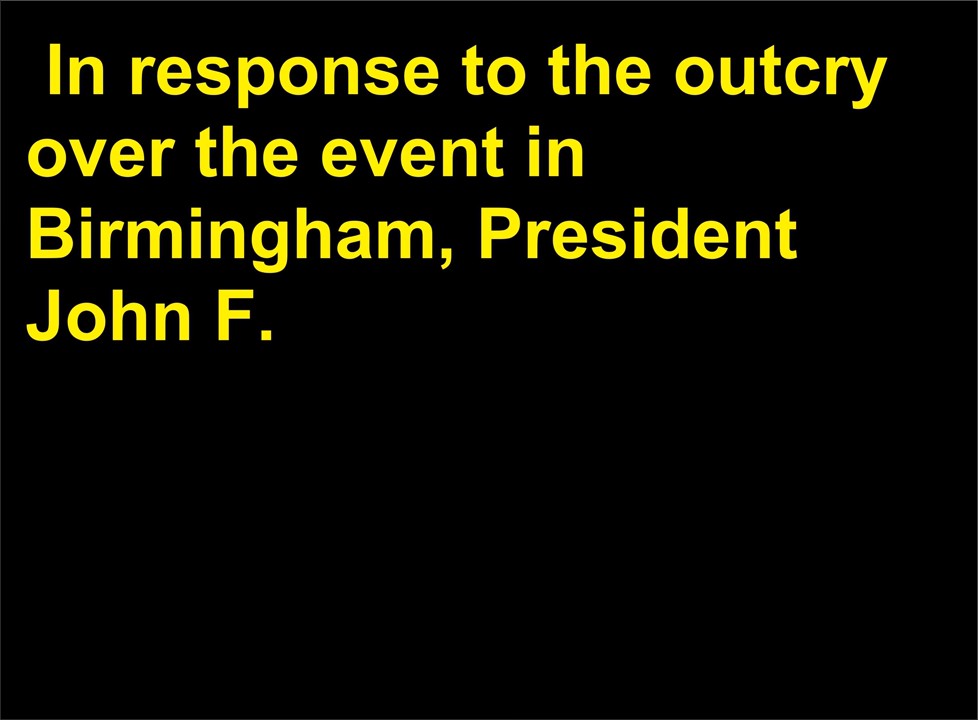 In response to the outcry
over the event in
Birmingham, President
John F.